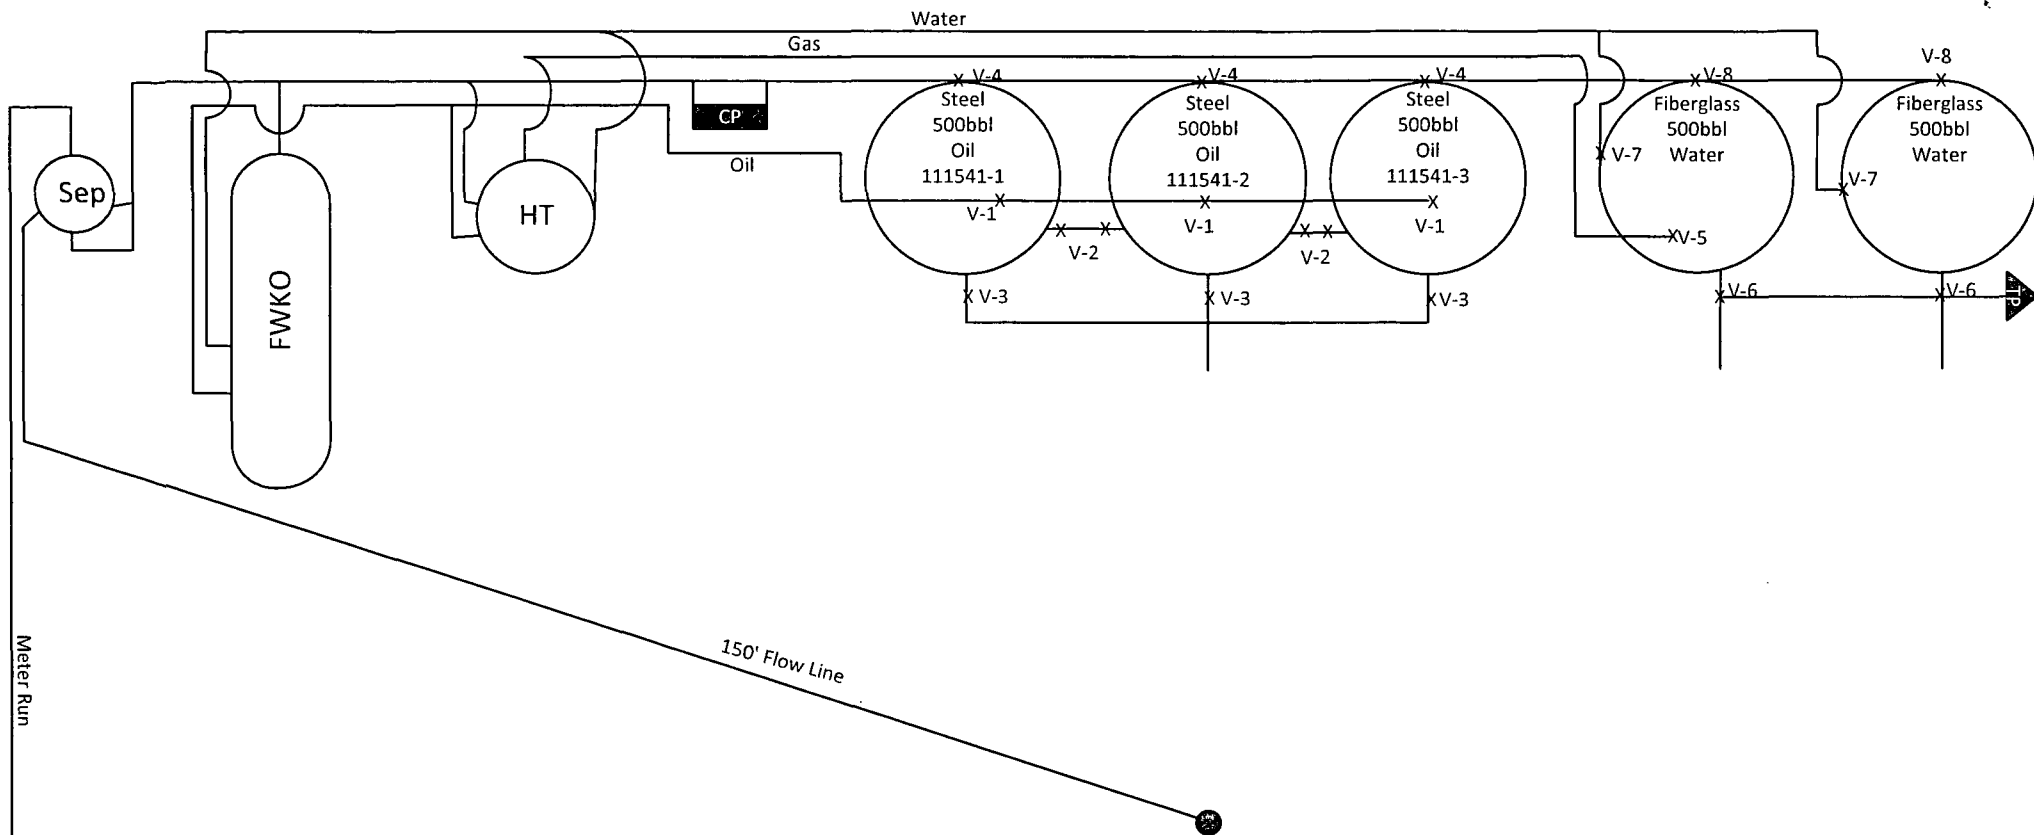 Water
Gas
V-8
V-4
V-4
V-4
V-8
Steel
500bbl
Oil
111541-1
Steel
500bbl
Oil
111541-2
Steel
500bbl
Oil
111541-3
Fiberglass
500bbl
Water
Fiberglass
500bbl
Water
CP
Oil
Sep
HT
FWKO
V-7
V-7
V-1
V-1
V-1
V-2
V-2
V-5
V-3
V-3
V-3
V-6
V-6
TP
Meter Run
150' Flow Line